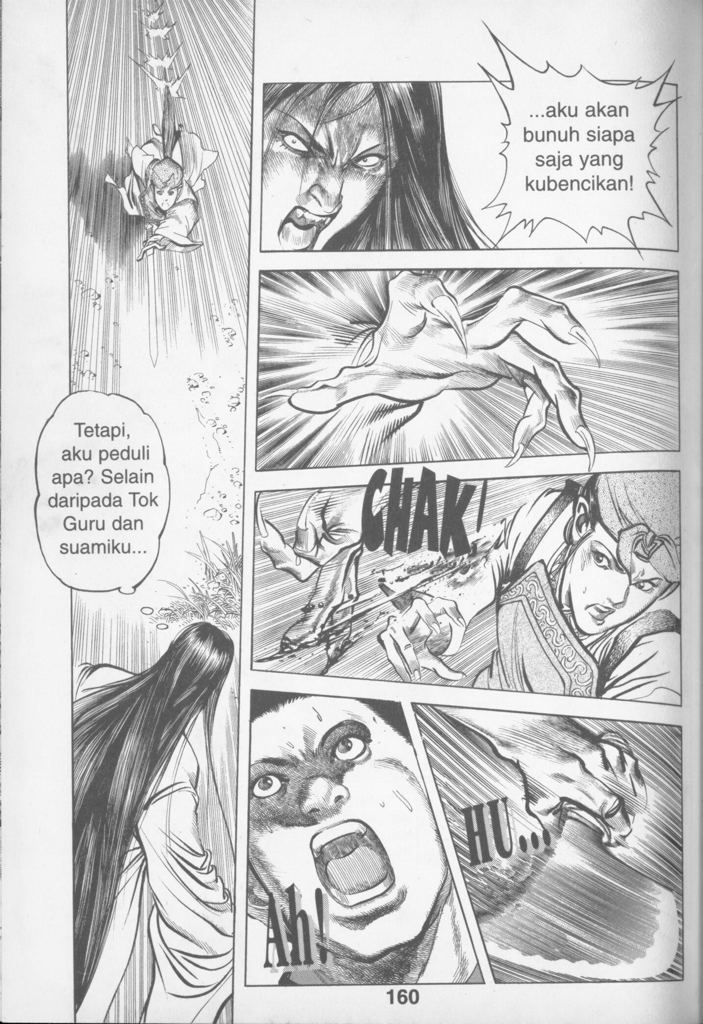 Tetapi,
aku peduli
apa? Selain
daripada Tok
Guru dan
suamiku...
...aku akan
bunuh siapa
saja yang
kubencikan!
CHAK!
Ah!
HU...
160